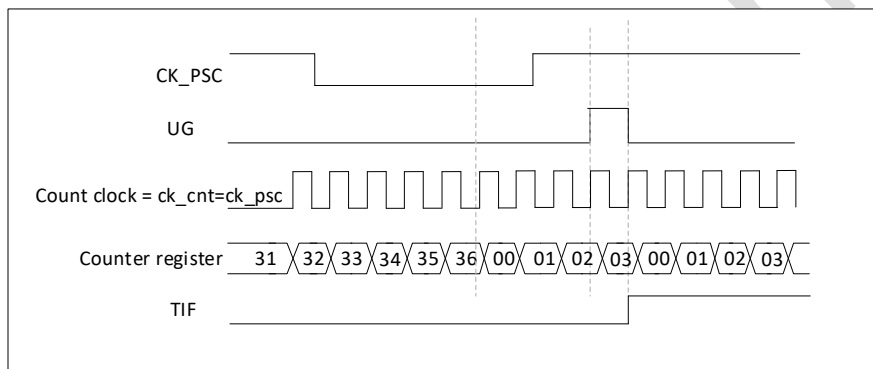 CK_PSC
UG
Count clock = ck_cnt=ck_psc
Counter register 31 32 33 34 35 36 00 01 02 03 00 01 02 03
TIF